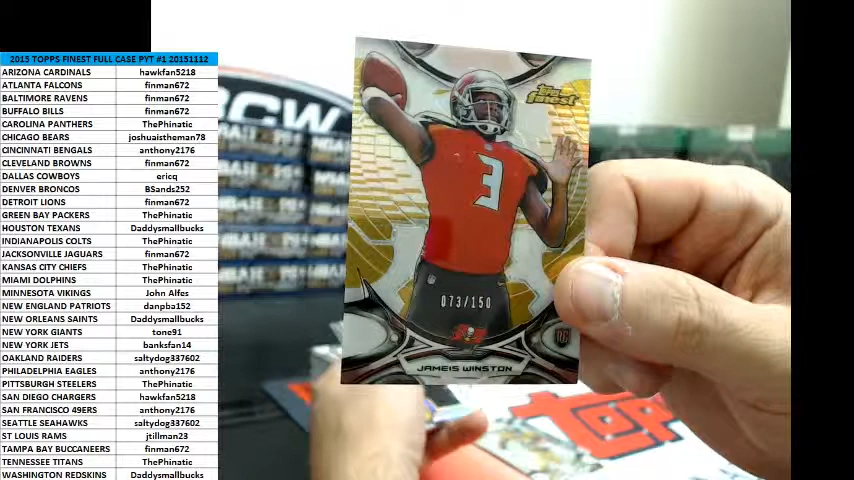 2015 TOPPS FINEST FULL CASE PYT #1 20151112
ARIZONA CARDINALS hawkfan5218
ATLANTA FALCONS finman672
BALTIMORE RAVENS finman672
BUFFALO BILLS finman672
CAROLINA PANTHERS ThePhinatic
CHICAGO BEARS joshuaistheman78
CINCINNATI BENGALS anthony2176
CLEVELAND BROWNS finman672
DALLAS COWBOYS ericq
DENVER BRONCOS BSands252
DETROIT LIONS finman672
GREEN BAY PACKERS ThePhinatic
HOUSTON TEXANS Daddysmallbucks
INDIANAPOLIS COLTS ThePhinatic
JACKSONVILLE JAGUARS finman672
KANSAS CITY CHIEFS ThePhinatic
MIAMI DOLPHINS ThePhinatic
MINNESOTA VIKINGS John Alfes
NEW ENGLAND PATRIOTS danpba152
NEW ORLEANS SAINTS Daddysmallbucks
NEW YORK GIANTS tone91
NEW YORK JETS banksfan14
OAKLAND RAIDERS saltydog337602
PHILADELPHIA EAGLES anthony2176
PITTSBURGH STEELERS ThePhinatic
SAN DIEGO CHARGERS hawkfan5218
SAN FRANCISCO 49ERS anthony2176
SEATTLE SEAHAWKS saltydog337602
ST LOUIS RAMS jtillman23
TAMPA BAY BUCCANEERS finman672
TENNESSEE TITANS ThePhinatic
WASHINGTON REDSKINS Daddysmallbucks
BCW
Topps
finest
3
073/150
JAMEIS WINSTON
TOP